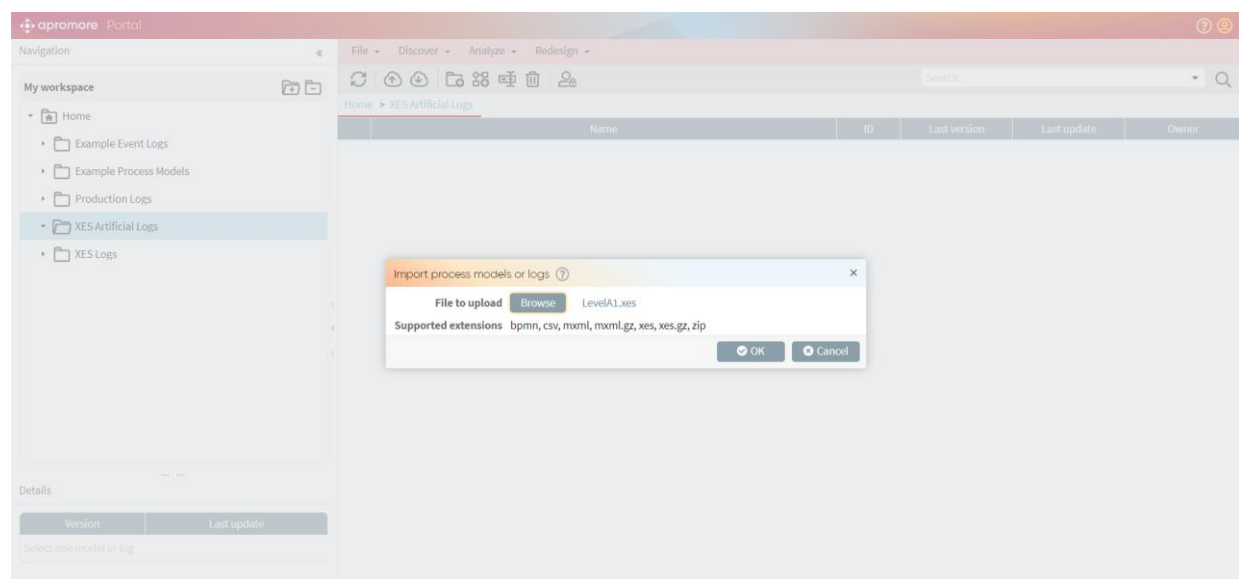 apromore Portal
Navigation
File Discover Analyze Redesign
My workspace
Search
Home > XES Artificial Logs
Name ID Last version Last update Owner
Home
Example Event Logs
Example Process Models
Production Logs
XES Artificial Logs
XES Logs
Import process models or logs
File to upload Browse LevelA1.xes
Supported extensions bpmn, csv, mxml, mxml.gz, xes, xes.gz, zip
OK Cancel
Details
Version Last update
Select one model or log